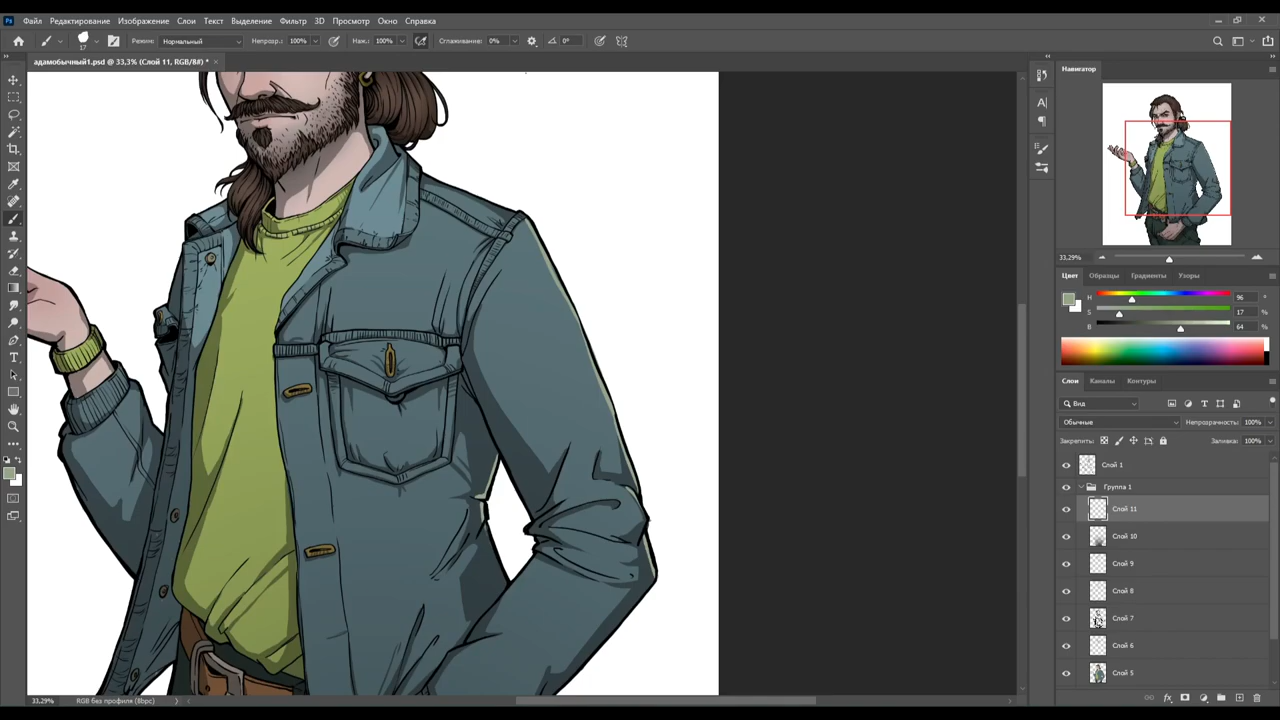 Ps Файл Редактирование Изображение Слои Текст Выделение Фильтр 3D Просмотр Окно Справка
17 Режим: Нормальный Непрозр.: 100% Наж.: 100% Сглаживание: 0% 0°
адамобычный1.psd @ 33,3% (Слой 11, RGB/8#) *
Навигатор
33,29%
Цвет Образцы Градиенты Узоры
H 96 °
S 17 %
B 64 %
Слои Каналы Контуры
Вид
Обычные Непрозрачность: 100%
Закрепить: Заливка: 100%
Слой 1
Группа 1
Слой 11
Слой 10
Слой 9
Слой 8
Слой 7
Слой 6
Слой 5
33,29% RGB без профиля (8bpc)